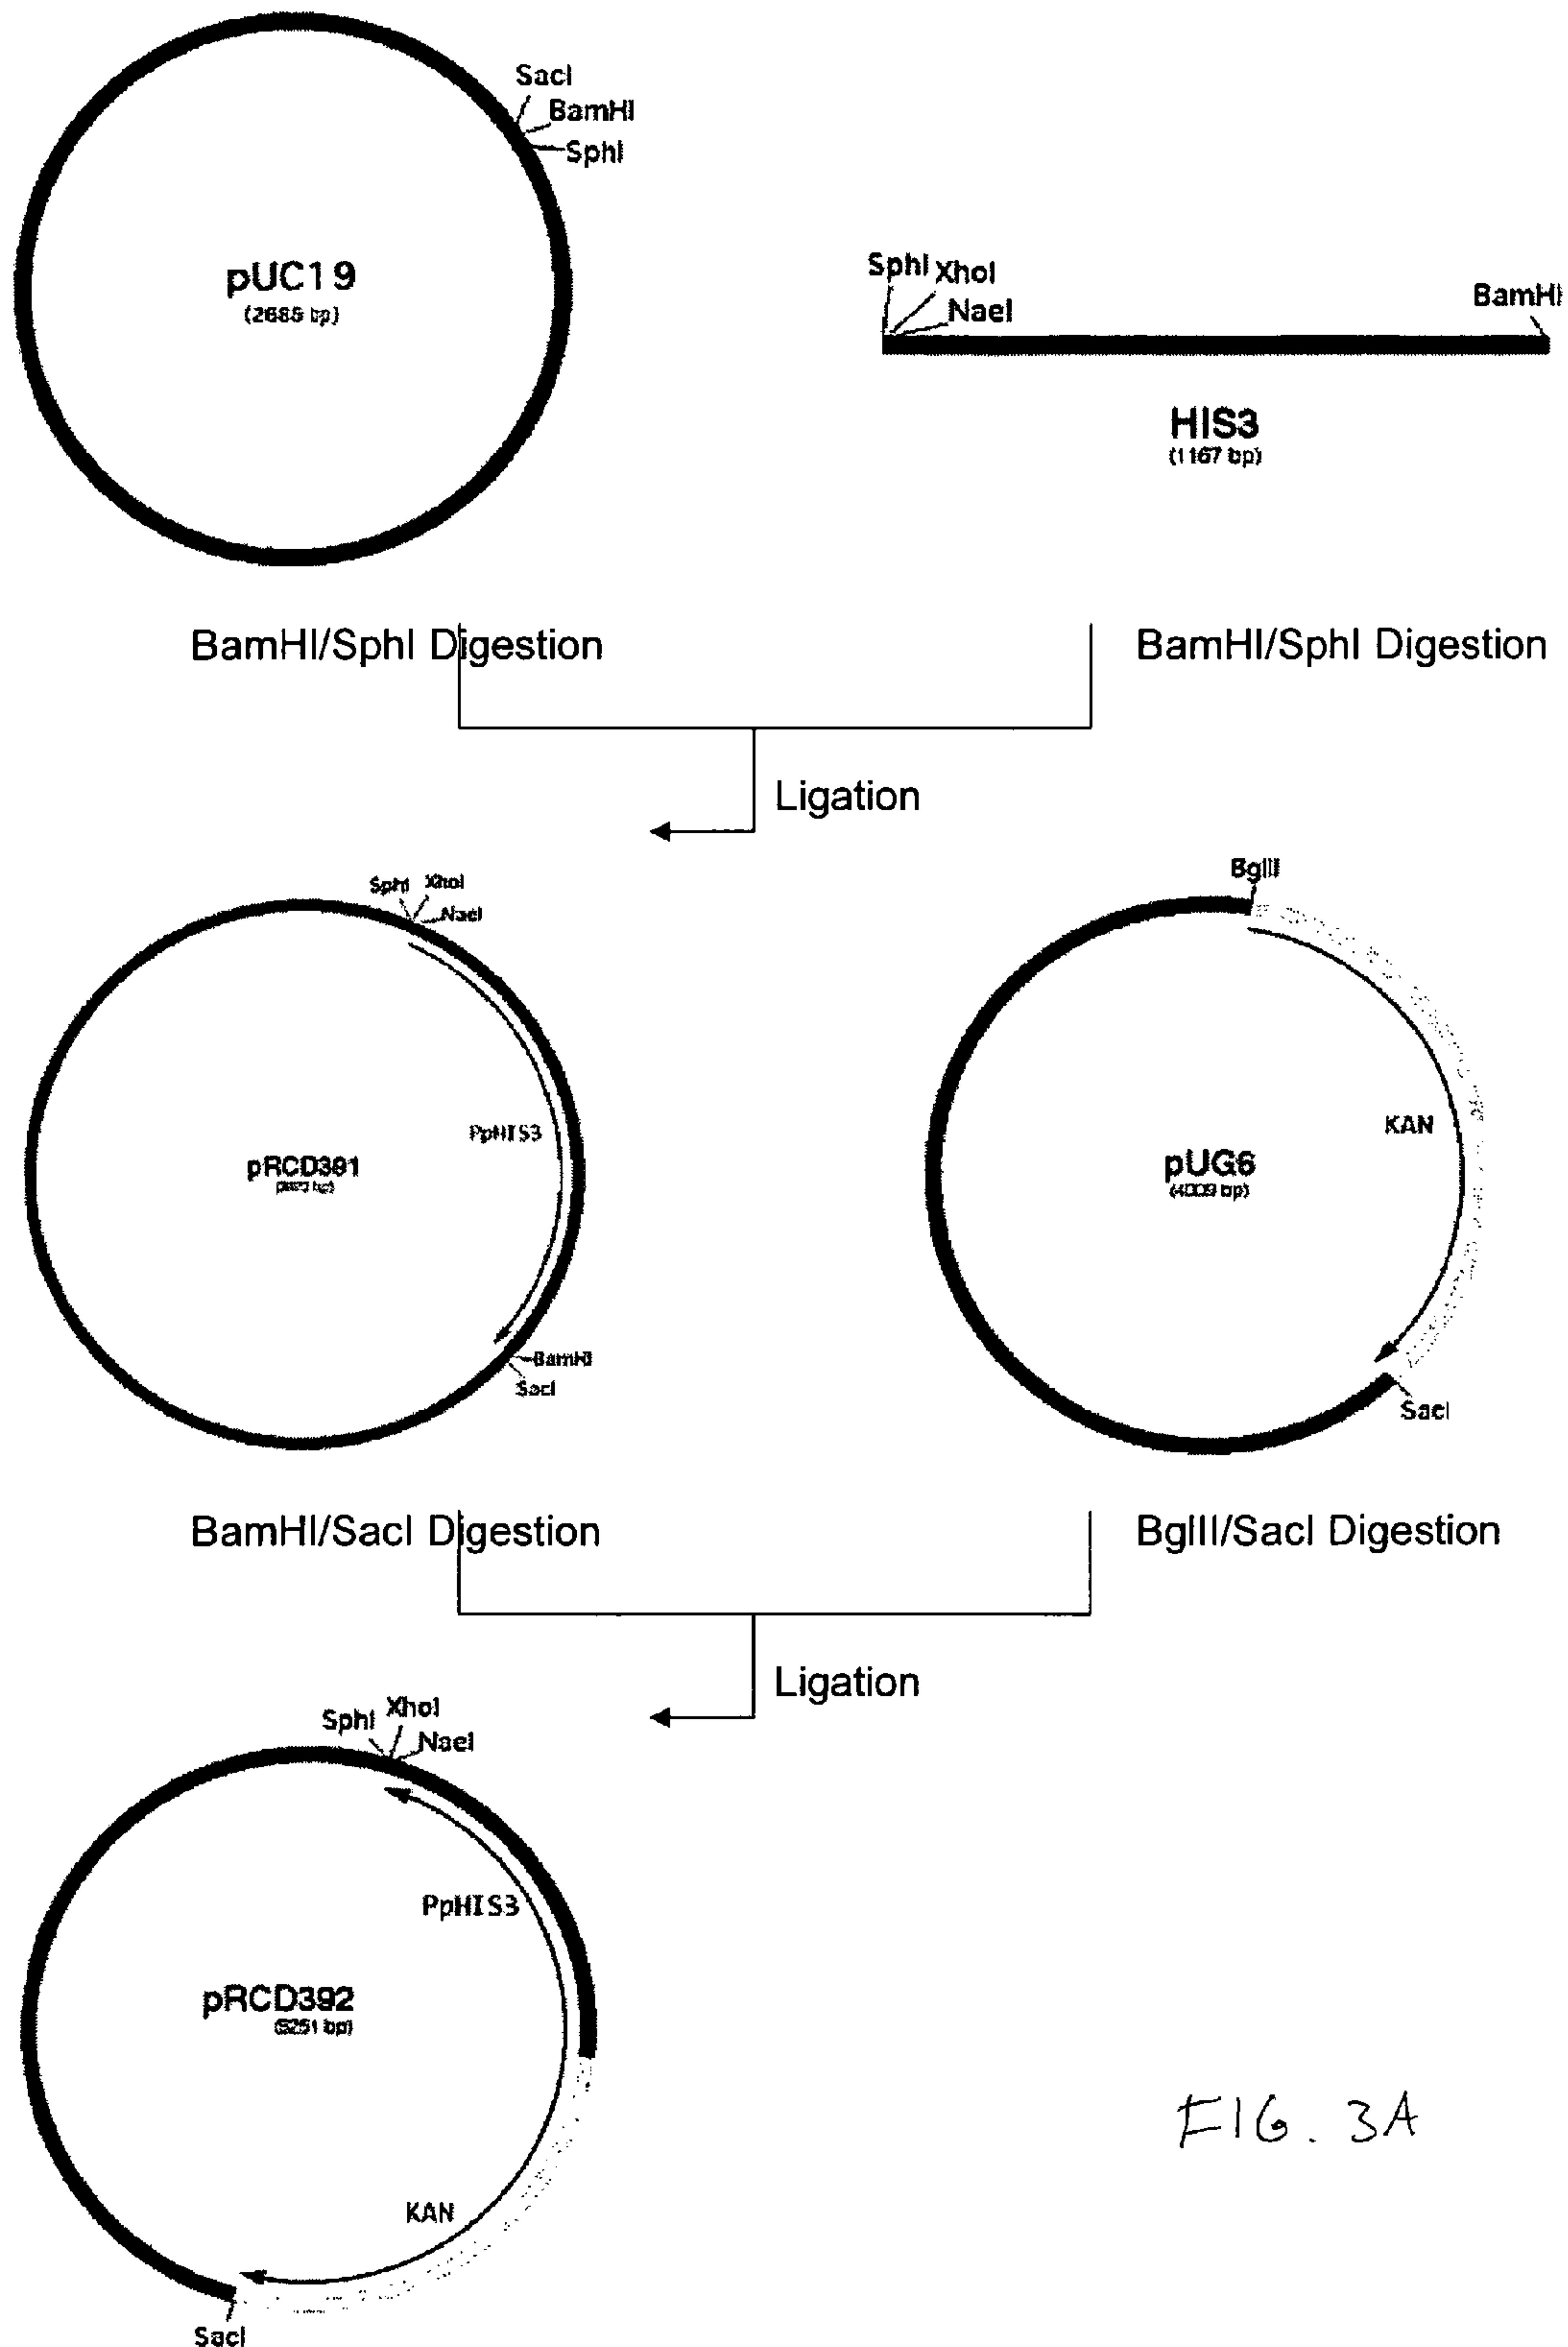 SacI
BamHI
SphI
pUC19
(2686 bp)
SphI XhoI
NaeI
BamHI
HIS3
(1167 bp)
BamHI/SphI Digestion
BamHI/SphI Digestion
Ligation
SphI XhoI
NaeI
PpHIS3
pRCD391
BamHI
SacI
BglII
KAN
pUG6
(4009 bp)
SacI
BamHI/SacI Digestion
BglII/SacI Digestion
Ligation
SphI XhoI
NaeI
PpHIS3
pRCD392
(5251 bp)
KAN
SacI
FIG. 3A